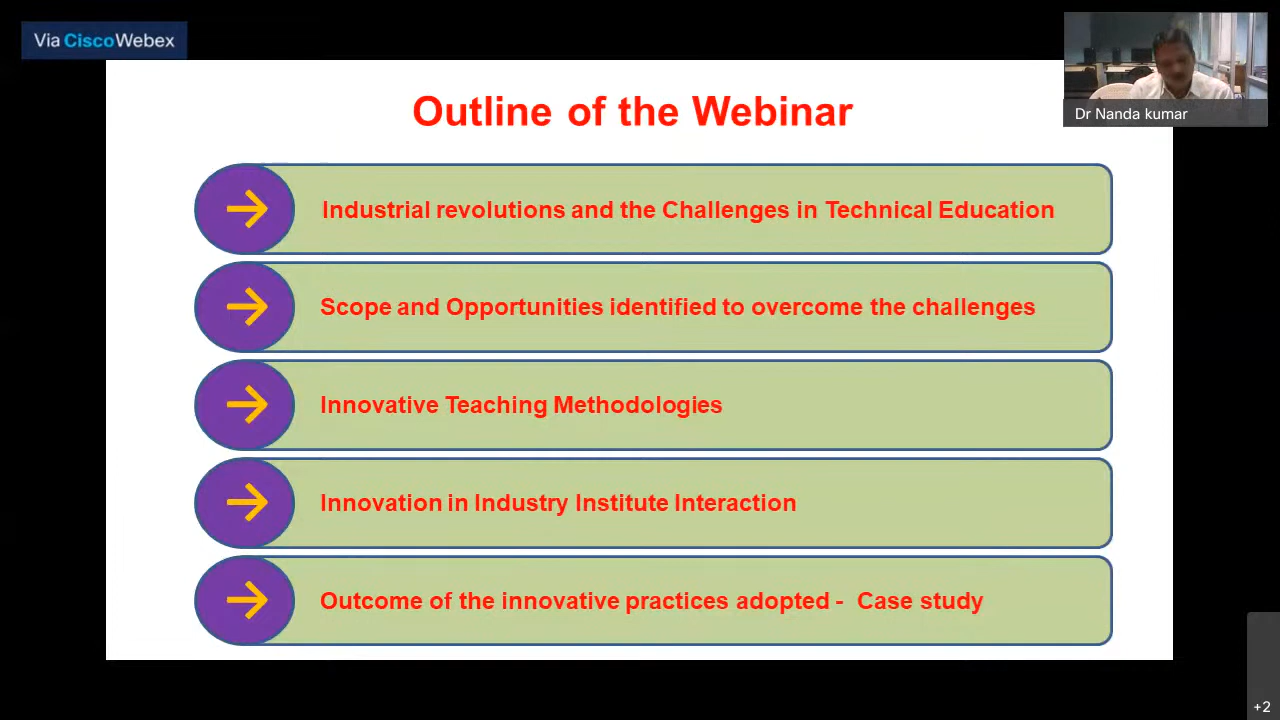 Via CiscoWebex
Dr Nanda kumar
Outline of the Webinar
Industrial revolutions and the Challenges in Technical Education
Scope and Opportunities identified to overcome the challenges
Innovative Teaching Methodologies
Innovation in Industry Institute Interaction
Outcome of the innovative practices adopted - Case study
+2